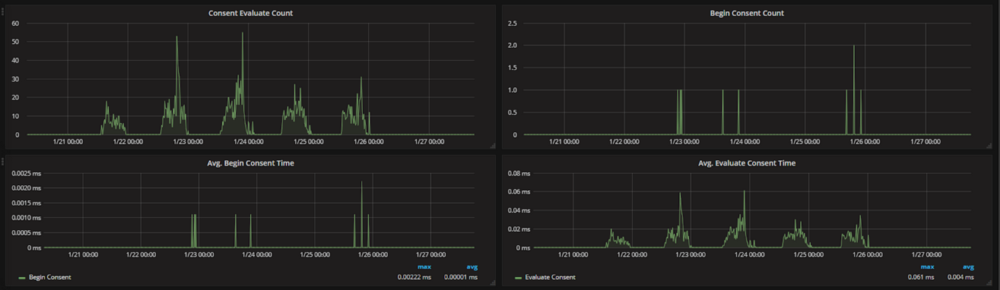 Consent Evaluate Count
60
50
40
30
20
10
0
1/21 00:00 1/22 00:00 1/23 00:00 1/24 00:00 1/25 00:00 1/26 00:00 1/27 00:00
Begin Consent Count
2.5
2.0
1.5
1.0
0.5
0
1/21 00:00 1/22 00:00 1/23 00:00 1/24 00:00 1/25 00:00 1/26 00:00 1/27 00:00
Avg. Begin Consent Time
0.0025 ms
0.0020 ms
0.0015 ms
0.0010 ms
0.0005 ms
0 ms
1/21 00:00 1/22 00:00 1/23 00:00 1/24 00:00 1/25 00:00 1/26 00:00 1/27 00:00
max avg
Begin Consent 0.00222 ms 0.00001 ms
Avg. Evaluate Consent Time
0.08 ms
0.06 ms
0.04 ms
0.02 ms
0 ms
1/21 00:00 1/22 00:00 1/23 00:00 1/24 00:00 1/25 00:00 1/26 00:00 1/27 00:00
max avg
Evaluate Consent 0.061 ms 0.004 ms